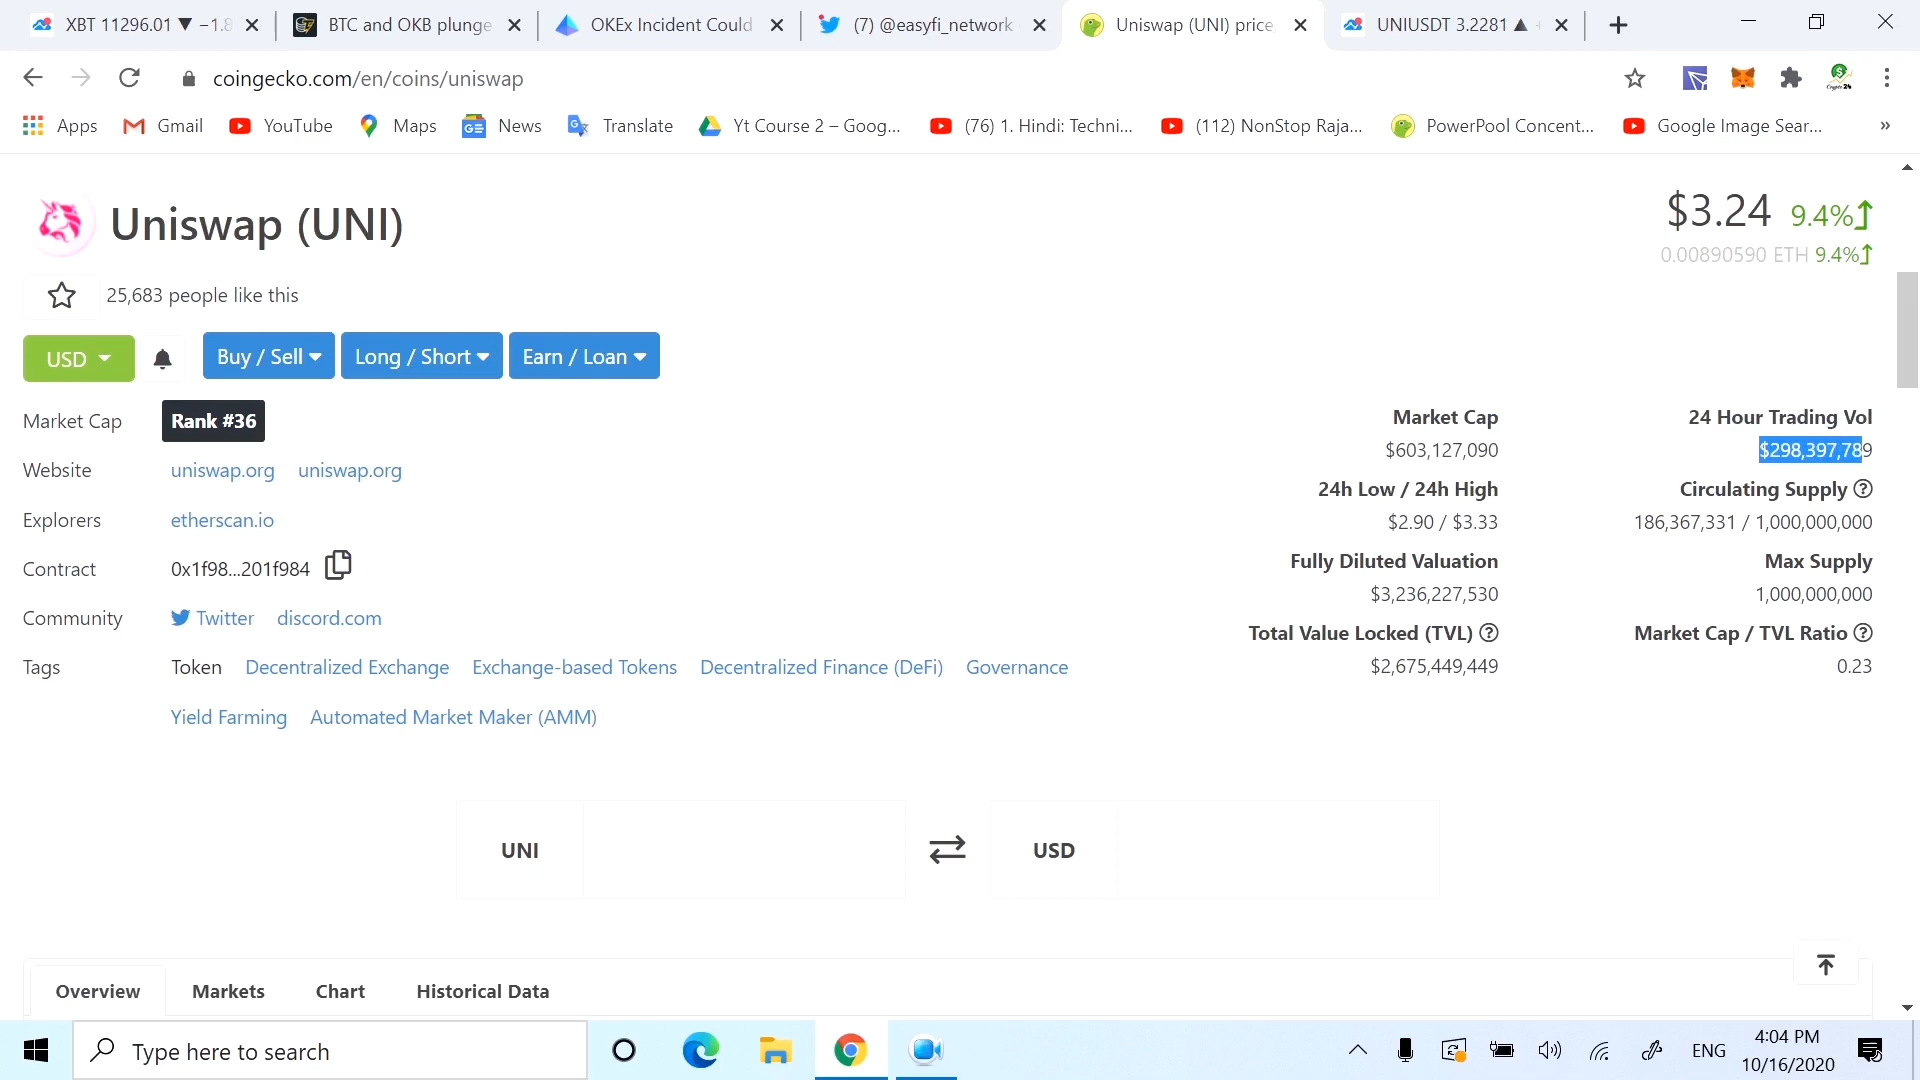 XBT 11296.01 ▼ −1.8 BTC and OKB plunge OKEx Incident Could (7) @easyfi_network Uniswap (UNI) price, UNIUSDT 3.2281 ▲
coingecko.com/en/coins/uniswap
Apps Gmail YouTube Maps News Translate Yt Course 2 – Goog... (76) 1. Hindi: Techni... (112) NonStop Raja... PowerPool Concent... Google Image Sear... »
Uniswap (UNI)
$3.24 9.4%
0.00890590 ETH 9.4%
25,683 people like this
USD Buy / Sell Long / Short Earn / Loan
Market Cap Rank #36
Website uniswap.org uniswap.org
Explorers etherscan.io
Contract 0x1f98...201f984
Community Twitter discord.com
Tags Token Decentralized Exchange Exchange-based Tokens Decentralized Finance (DeFi) Governance
Yield Farming Automated Market Maker (AMM)
Market Cap 24 Hour Trading Vol
$603,127,090 $298,397,789
24h Low / 24h High Circulating Supply
$2.90 / $3.33 186,367,331 / 1,000,000,000
Fully Diluted Valuation Max Supply
$3,236,227,530 1,000,000,000
Total Value Locked (TVL) Market Cap / TVL Ratio
$2,675,449,449 0.23
UNI USD
Overview Markets Chart Historical Data
Type here to search
ENG
4:04 PM
10/16/2020